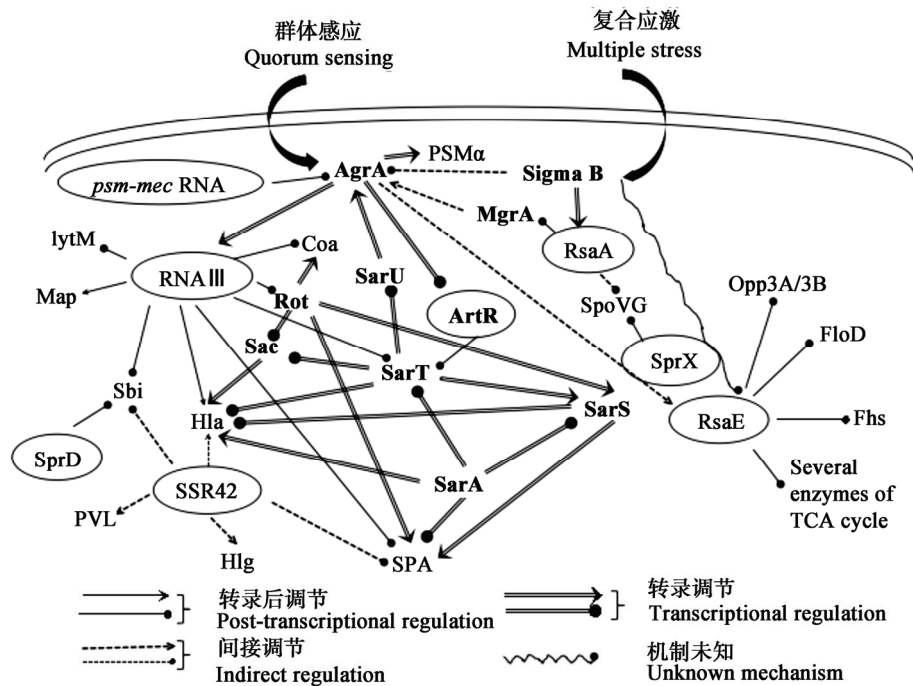 群体感应
Quorum sensing
复合应激
Multiple stress
PSMα
AgrA
Sigma B
psm-mec RNA
MgrA
lytM
Coa
RsaA
RNAⅢ
SarU
Opp3A/3B
Map
Rot
SpoVG
ArtR
FloD
Sac
SprX
SarT
Sbi
Hla
SarS
RsaE
Fhs
SprD
SarA
Several
enzymes of
TCA cycle
SSR42
PVL
Hlg
SPA
转录后调节
Post-transcriptional regulation
转录调节
Transcriptional regulation
间接调节
Indirect regulation
机制未知
Unknown mechanism